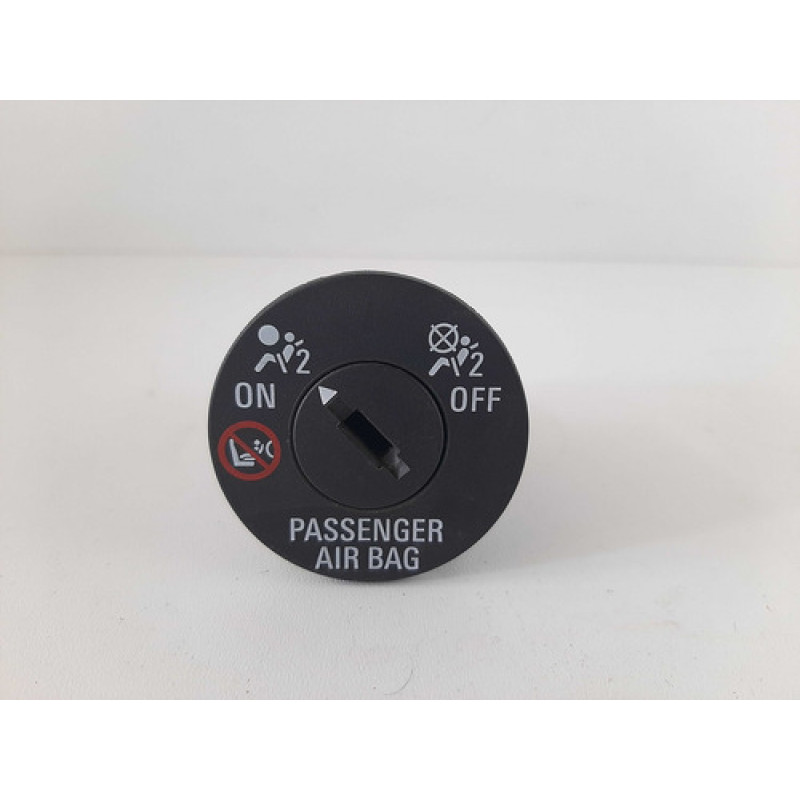 2 2
ON OFF
PASSENGER
AIR BAG